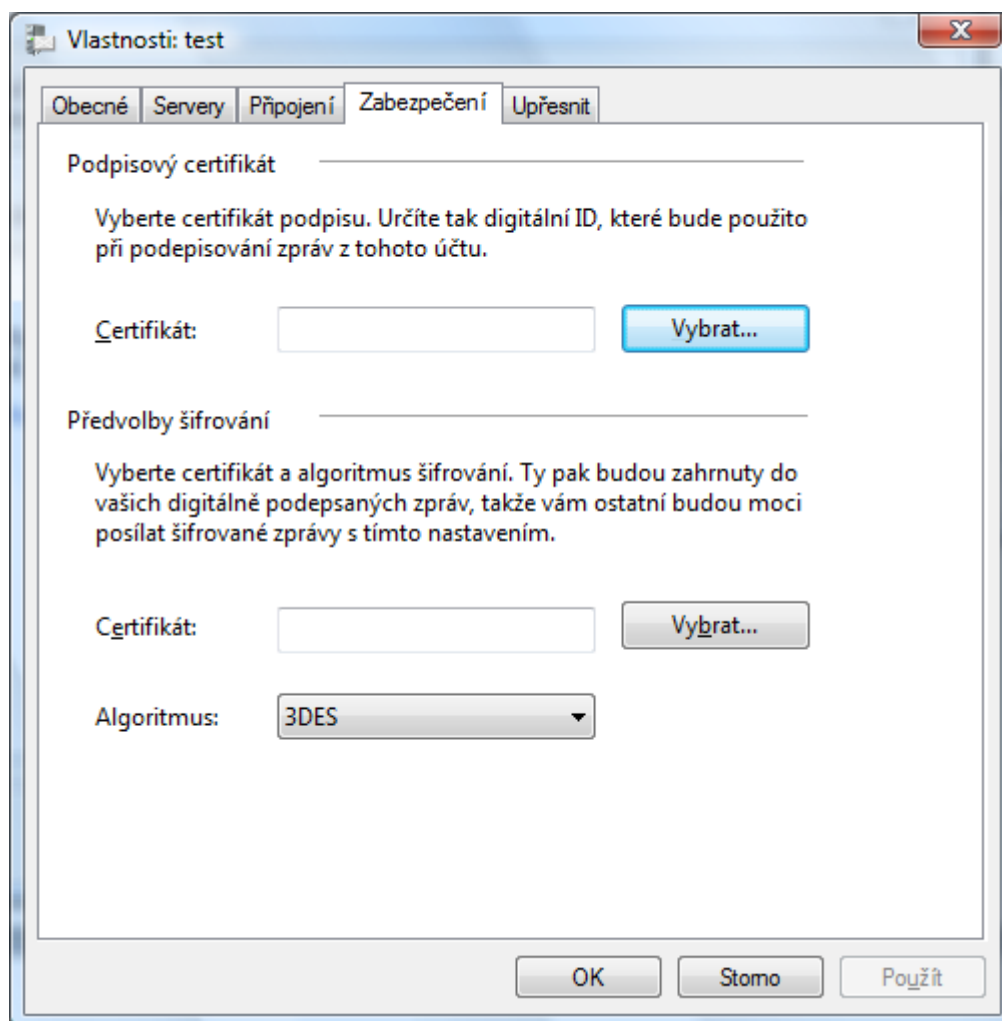 Vlastnosti: test
Obecné Servery Připojení Zabezpečení Upřesnit
Podpisový certifikát
Vyberte certifikát podpisu. Určíte tak digitální ID, které bude použito
při podepisování zpráv z tohoto účtu.
Certifikát: Vybrat...
Předvolby šifrování
Vyberte certifikát a algoritmus šifrování. Ty pak budou zahrnuty do
vašich digitálně podepsaných zpráv, takže vám ostatní budou moci
posílat šifrované zprávy s tímto nastavením.
Certifikát: Vybrat...
Algoritmus: 3DES
OK Storno Použít